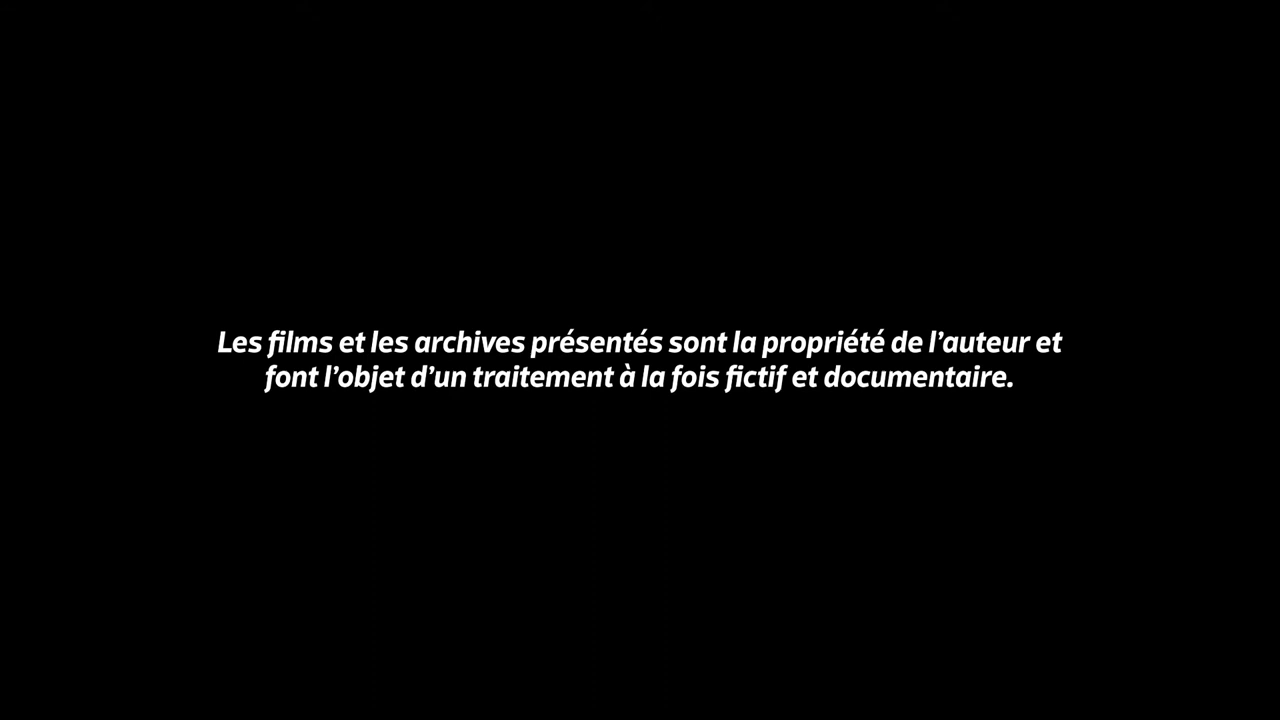 Les films et les archives présentés sont la propriété de l’auteur et
font l’objet d’un traitement à la fois fictif et documentaire.